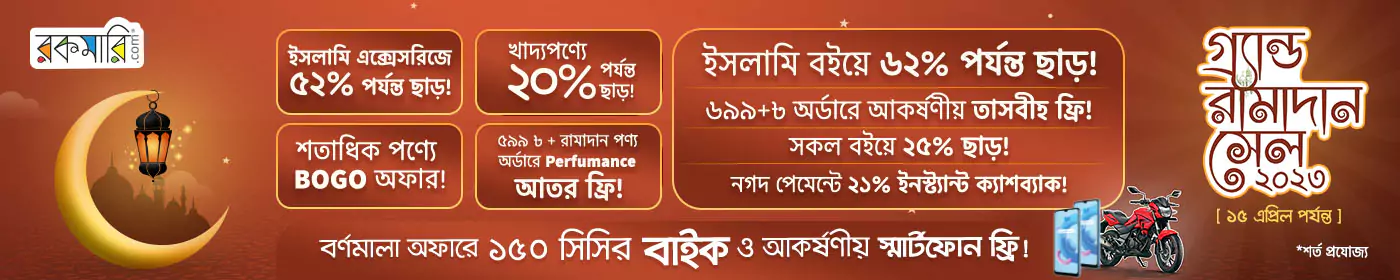 রকমারি
.com
ইসলামি এক্সেসরিজে
৫২% পর্যন্ত ছাড়!
খাদ্যপণ্যে
২০% পর্যন্ত ছাড়!
শতাধিক পণ্যে
BOGO অফার!
৫৯৯ ৳ + রামাদান পণ্য
অর্ডারে Perfumance
আতর ফ্রি!
ইসলামি বইয়ে ৬২% পর্যন্ত ছাড়!
৬৯৯+৳ অর্ডারে আকর্ষণীয় তাসবীহ ফ্রি!
সকল বইয়ে ২৫% ছাড়!
নগদ পেমেন্টে ২১% ইনস্ট্যান্ট ক্যাশব্যাক!
বর্ণমালা অফারে ১৫০ সিসির বাইক ও আকর্ষণীয় স্মার্টফোন ফ্রি!
গ্র্যান্ড
রামাদান
সেল
২০২৩
[ ১৫ এপ্রিল পর্যন্ত ]
*শর্ত প্রযোজ্য